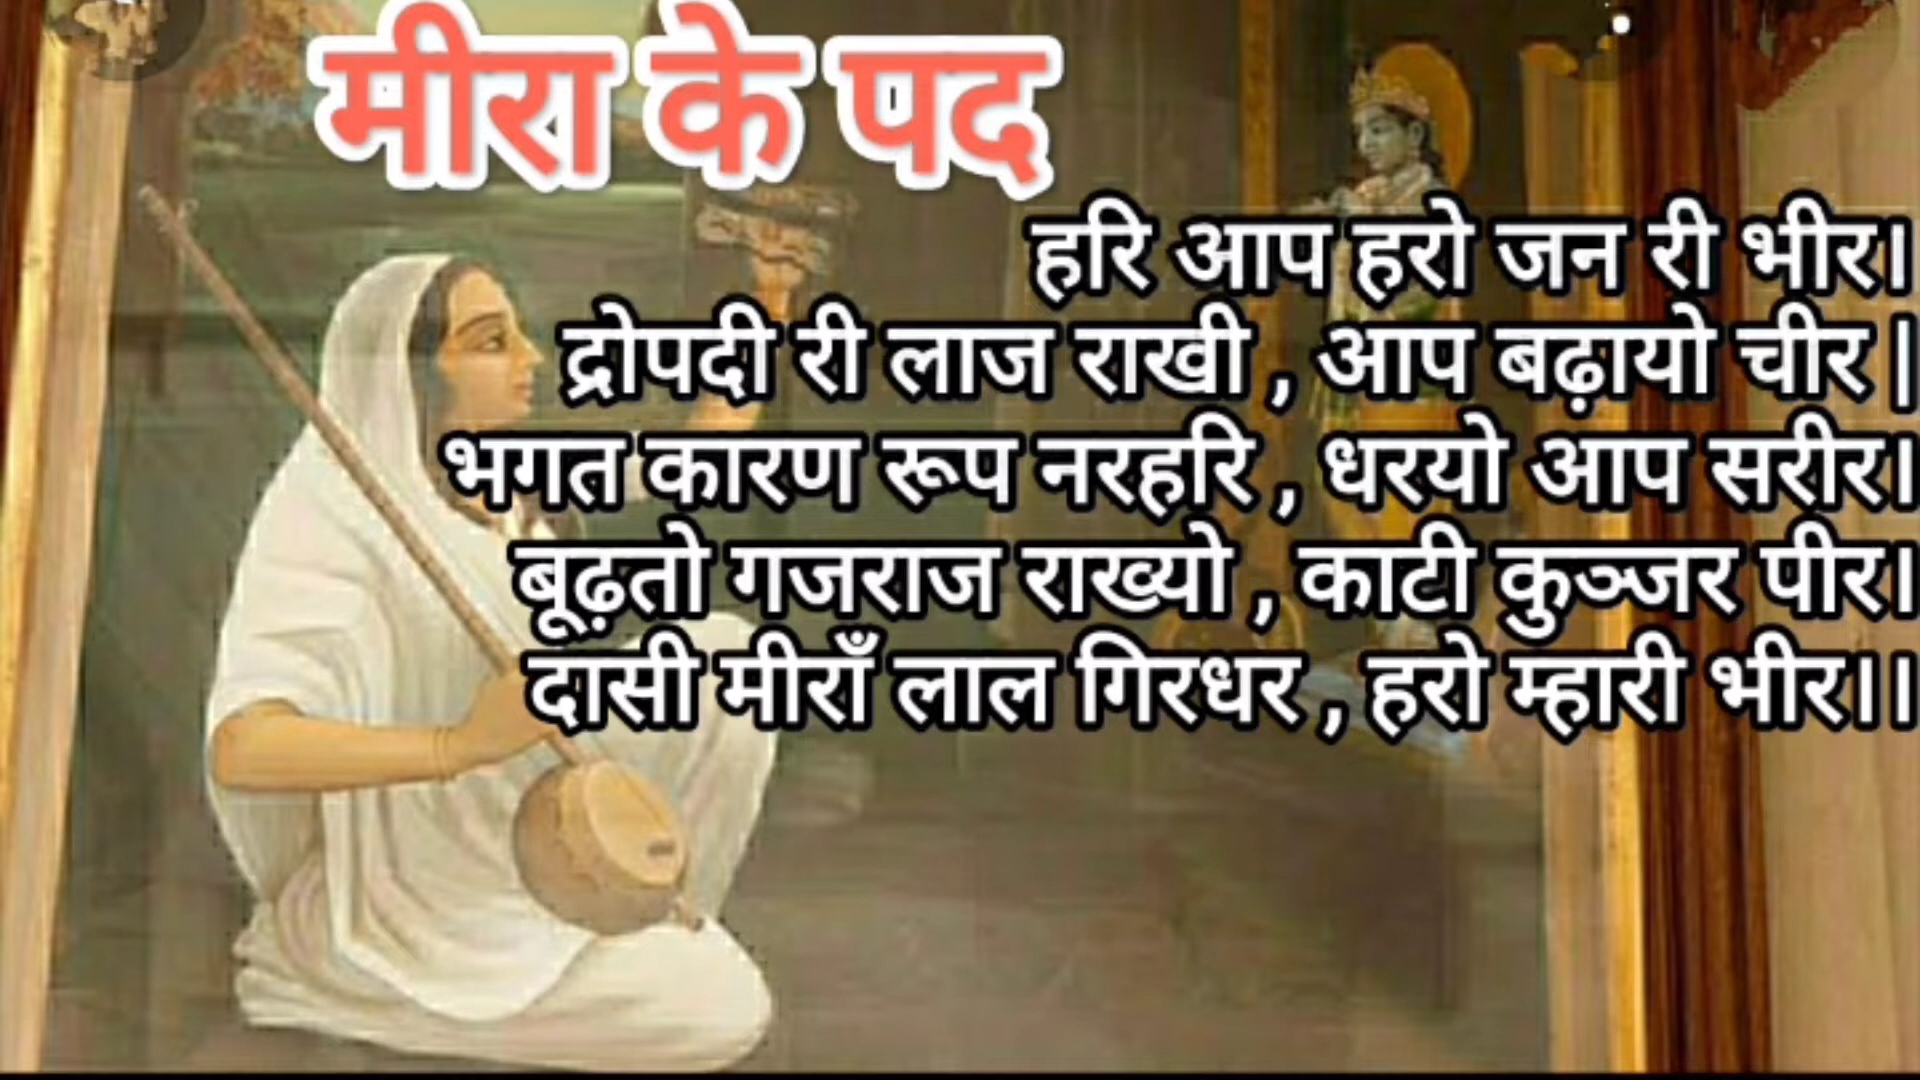 मीरा के पद
हरि आप हरो जन री भीर।
द्रोपदी री लाज राखी , आप बढ़ायो चीर |
भगत कारण रूप नरहरि , धरयो आप सरीर।
बूढ़तो गजराज राख्यो , काटी कुञ्जर पीर।
दासी मीराँ लाल गिरधर , हरो म्हारी भीर।।